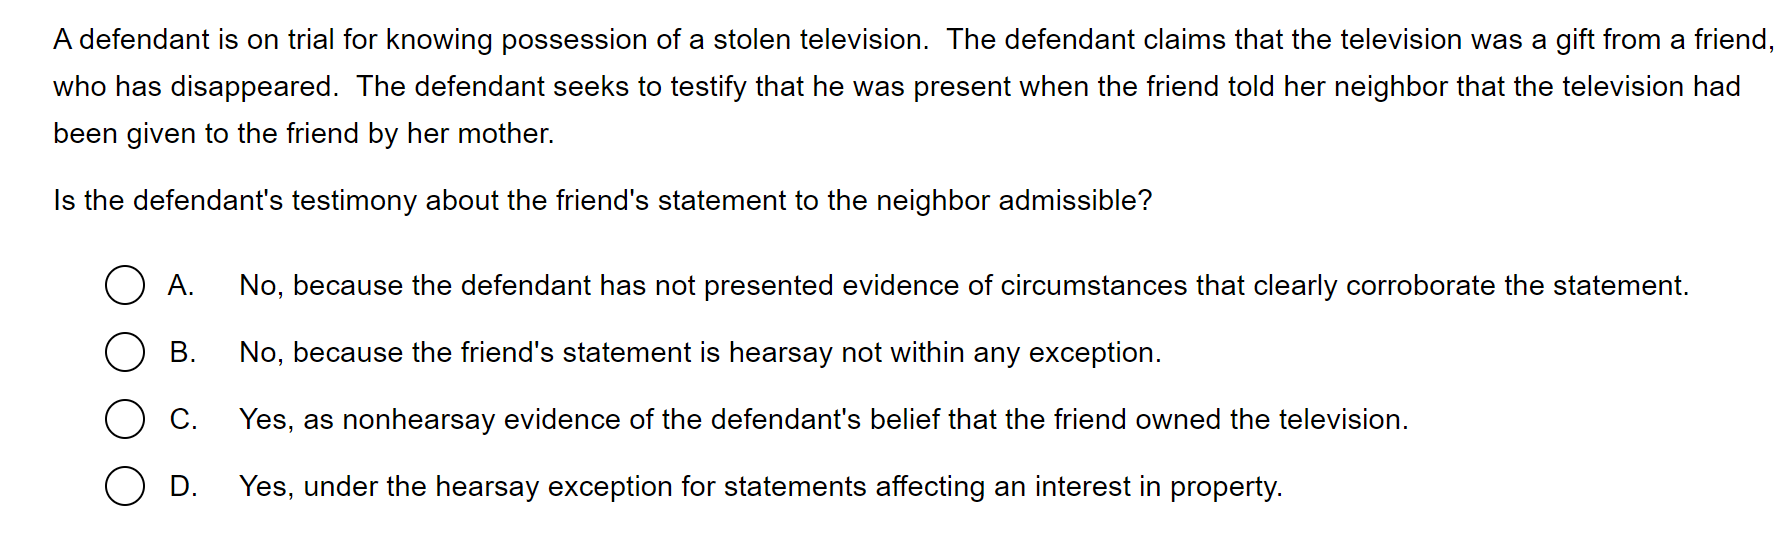 A defendant is on trial for knowing possession of a stolen television.  The defendant claims that the television was a gift from a friend,
who has disappeared.  The defendant seeks to testify that he was present when the friend told her neighbor that the television had
been given to the friend by her mother.
Is the defendant's testimony about the friend's statement to the neighbor admissible?
A. No, because the defendant has not presented evidence of circumstances that clearly corroborate the statement.
B. No, because the friend's statement is hearsay not within any exception.
C. Yes, as nonhearsay evidence of the defendant's belief that the friend owned the television.
D. Yes, under the hearsay exception for statements affecting an interest in property.